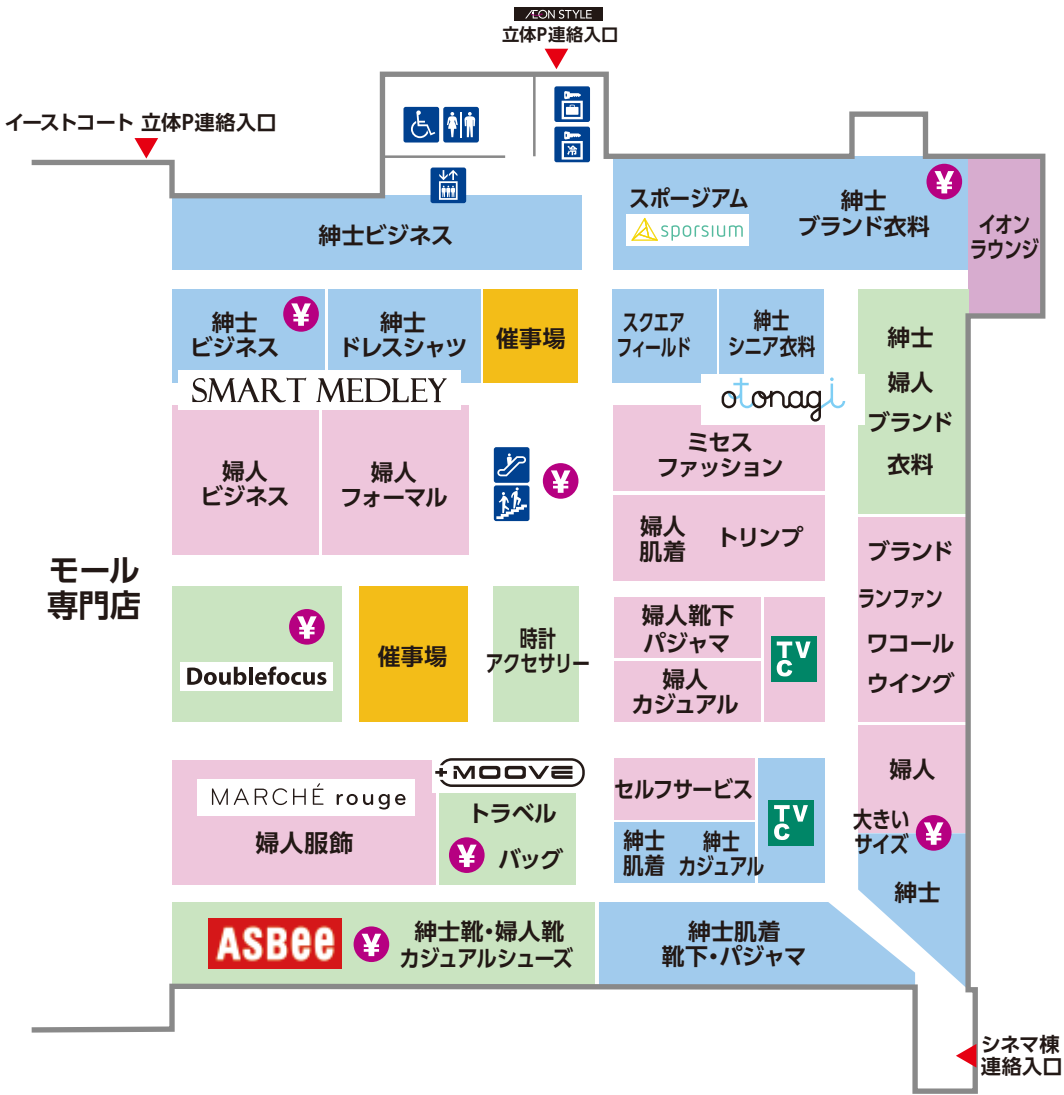 ÆON STYLE
立体P連絡入口
イーストコート 立体P連絡入口
冷
スポージアム
sporsium
紳士
ブランド衣料
¥
イオン
ラウンジ
紳士ビジネス
紳士
ビジネス
¥
紳士
ドレスシャツ
催事場
スクエア
フィールド
紳士
シニア衣料
紳士
婦人
ブランド
衣料
SMART MEDLEY
otonagi
婦人
ビジネス
婦人
フォーマル
¥
ミセス
ファッション
婦人
肌着
トリンプ
ブランド
ランファン
ワコール
ウイング
モール
専門店
¥
Doublefocus
催事場
時計
アクセサリー
婦人靴下
パジャマ
婦人
カジュアル
TV
C
婦人
大きい
サイズ
¥
紳士
MARCHÉ rouge
婦人服飾
+MOOVE
トラベル
¥
バッグ
セルフサービス
紳士
肌着
紳士
カジュアル
TV
C
ASBee
¥
紳士靴・婦人靴
カジュアルシューズ
紳士肌着
靴下・パジャマ
シネマ棟
連絡入口